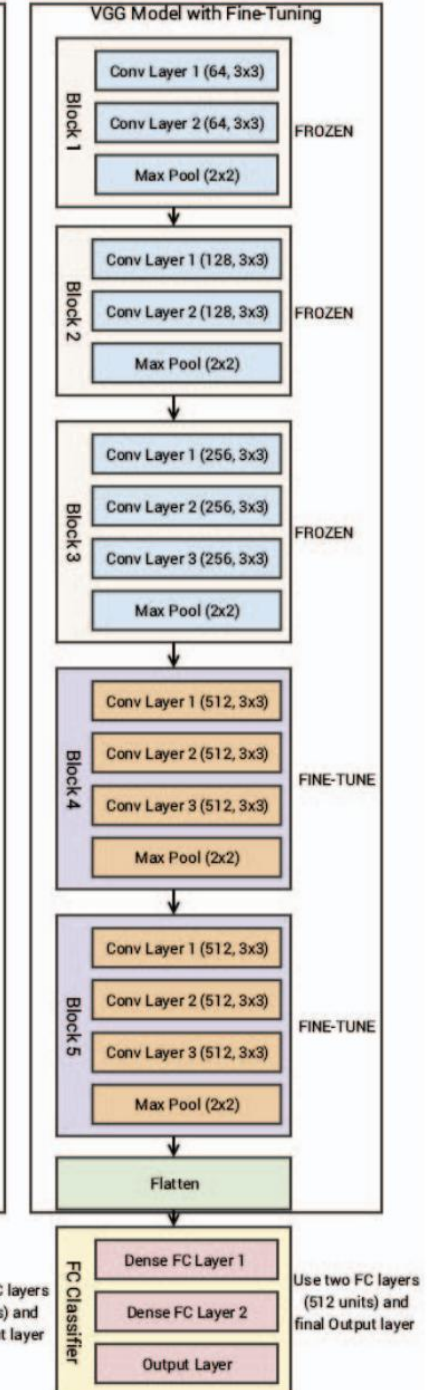 VGG Model with Fine-Tuning
Block 1
Conv Layer 1 (64, 3x3)
Conv Layer 2 (64, 3x3)
Max Pool (2x2)
FROZEN
Block 2
Conv Layer 1 (128, 3x3)
Conv Layer 2 (128, 3x3)
Max Pool (2x2)
FROZEN
Block 3
Conv Layer 1 (256, 3x3)
Conv Layer 2 (256, 3x3)
Conv Layer 3 (256, 3x3)
Max Pool (2x2)
FROZEN
Block 4
Conv Layer 1 (512, 3x3)
Conv Layer 2 (512, 3x3)
Conv Layer 3 (512, 3x3)
Max Pool (2x2)
FINE-TUNE
Block 5
Conv Layer 1 (512, 3x3)
Conv Layer 2 (512, 3x3)
Conv Layer 3 (512, 3x3)
Max Pool (2x2)
FINE-TUNE
Flatten
C layers
s) and
t layer
FC Classifier
Dense FC Layer 1
Dense FC Layer 2
Output Layer
Use two FC layers
(512 units) and
final Output layer